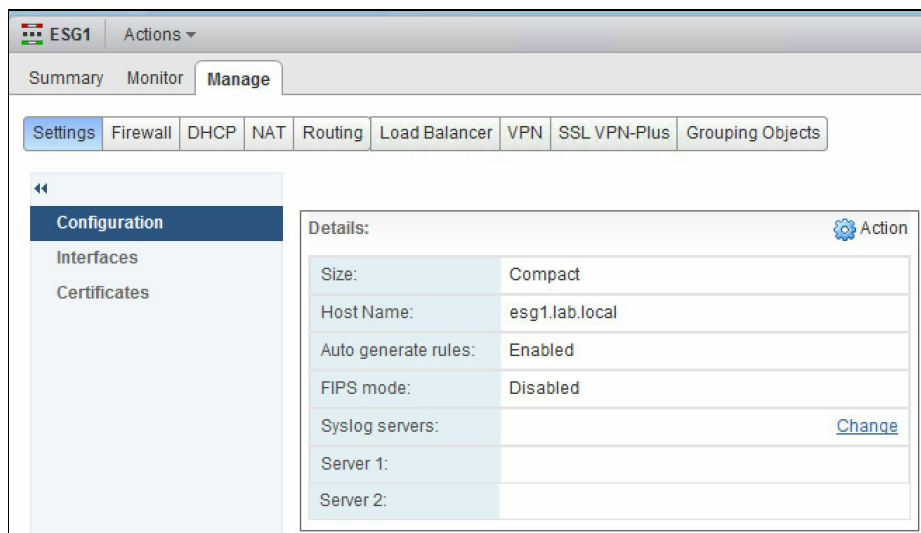 ESG1 Actions
Summary Monitor Manage
Settings Firewall DHCP NAT Routing Load Balancer VPN SSL VPN-Plus Grouping Objects
Configuration
Interfaces
Certificates
Details: Action
Size: Compact
Host Name: esg1.lab.local
Auto generate rules: Enabled
FIPS mode: Disabled
Syslog servers: Change
Server 1:
Server 2: